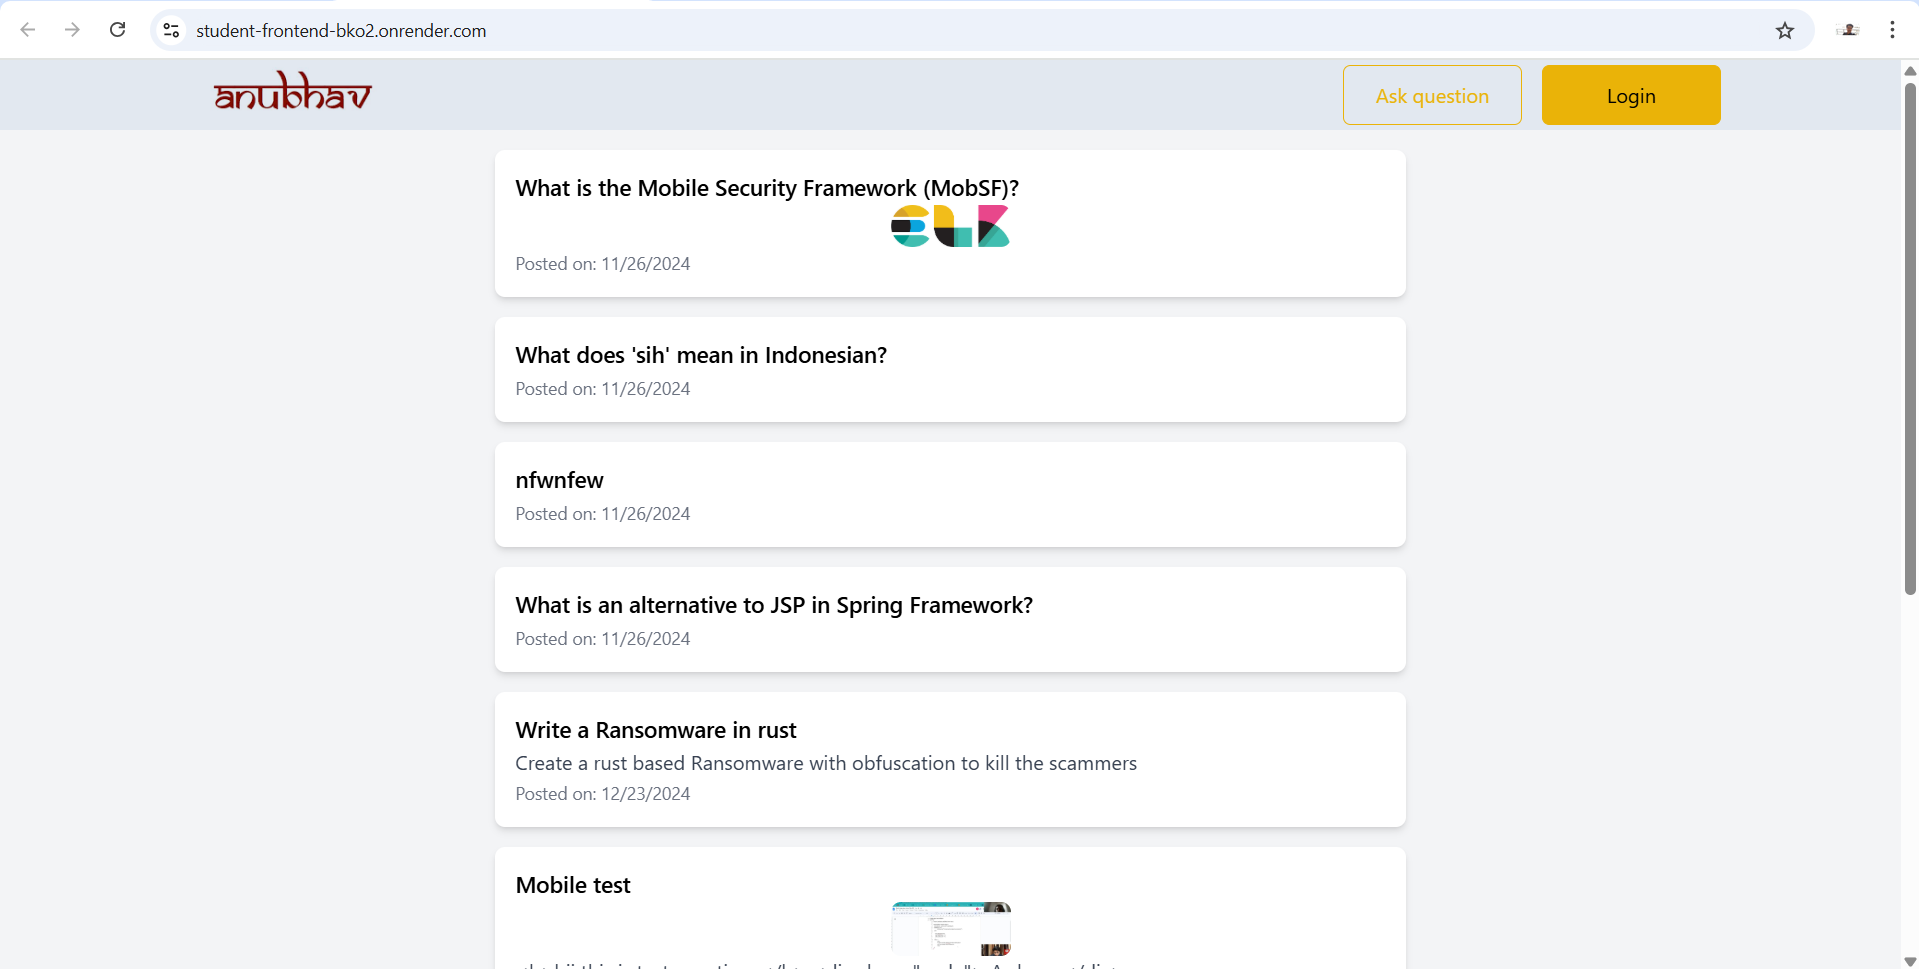 student-frontend-bko2.onrender.com
anubhav
Ask question
Login
What is the Mobile Security Framework (MobSF)?
ELK
Posted on: 11/26/2024
What does 'sih' mean in Indonesian?
Posted on: 11/26/2024
nfwnfew
Posted on: 11/26/2024
What is an alternative to JSP in Spring Framework?
Posted on: 11/26/2024
Write a Ransomware in rust
Create a rust based Ransomware with obfuscation to kill the scammers
Posted on: 12/23/2024
Mobile test